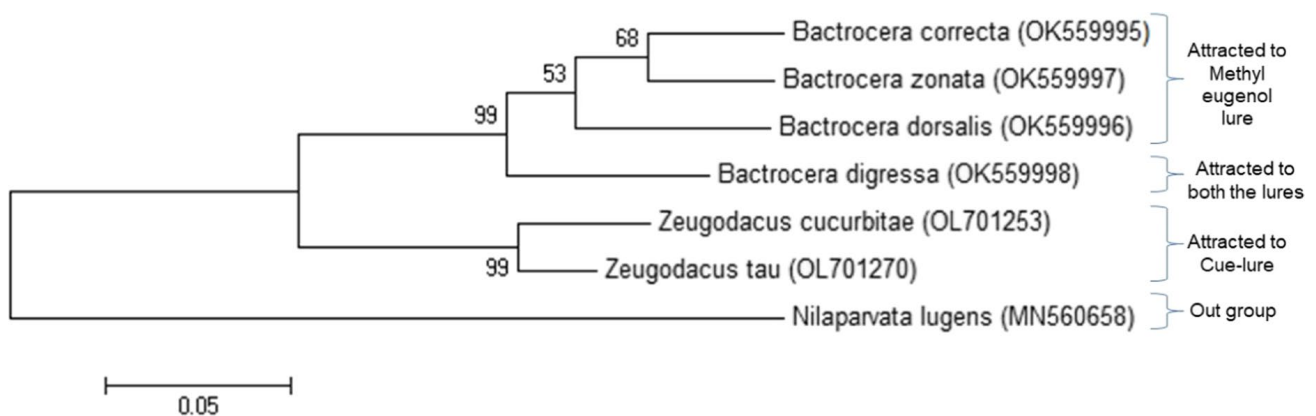 68
Bactrocera correcta (OK559995)
53
Bactrocera zonata (OK559997)
99
Bactrocera dorsalis (OK559996)
Attracted to
Methyl
eugenol
lure
Bactrocera digressa (OK559998)
Attracted to
both the lures
Zeugodacus cucurbitae (OL701253)
99
Zeugodacus tau (OL701270)
Attracted to
Cue-lure
Nilaparvata lugens (MN560658)
Out group
0.05